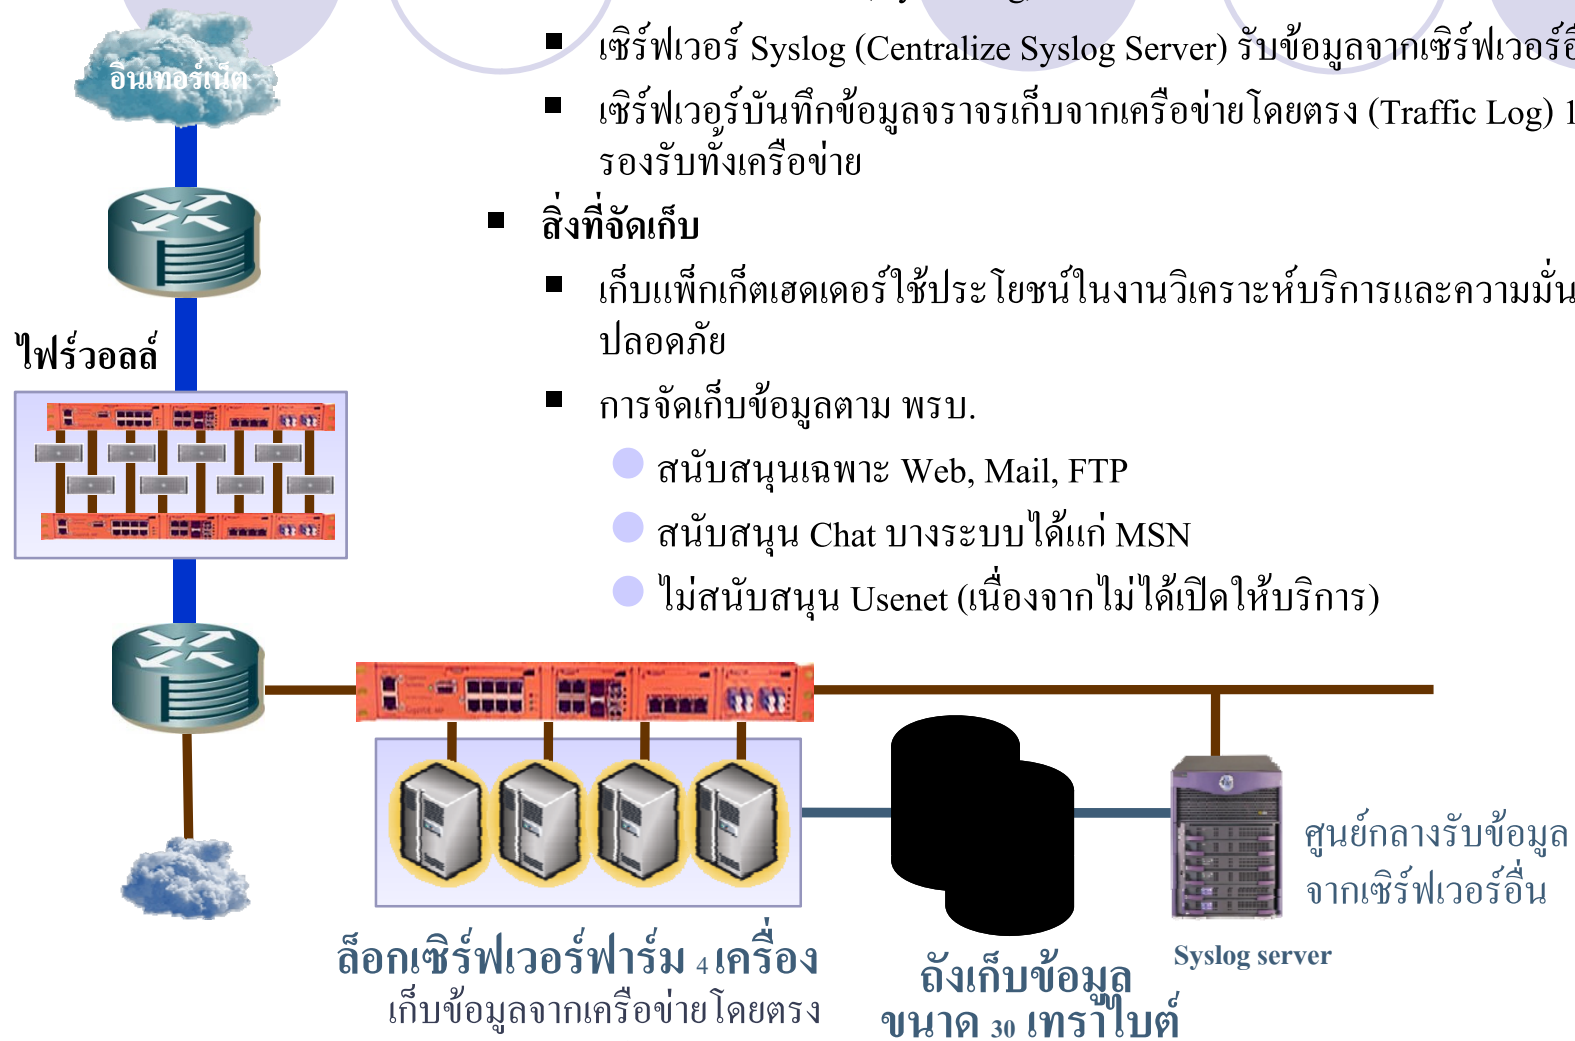 เซิร์ฟเวอร์ Syslog (Centralize Syslog Server) รับข้อมูลจากเซิร์ฟเวอร์
เซิร์ฟเวอร์บันทึกข้อมูลจราจรเก็บจากเครือข่ายโดยตรง (Traffic Log) 1
รองรับทั้งเครือข่าย
สิ่งที่จัดเก็บ
เก็บแพ็กเก็ตเฮดเดอร์ใช้ประโยชน์ในงานวิเคราะห์บริการและความมั่น
ปลอดภัย
การจัดเก็บข้อมูลตาม พรบ.
สนับสนุนเฉพาะ Web, Mail, FTP
สนับสนุน Chat บางระบบได้แก่ MSN
ไม่สนับสนุน Usenet (เนื่องจากไม่ได้เปิดให้บริการ)
อินเทอร์เน็ต
ไฟร์วอลล์
ล็อกเซิร์ฟเวอร์ฟาร์ม 4 เครื่อง
เก็บข้อมูลจากเครือข่ายโดยตรง
ถังเก็บข้อมูล
ขนาด 30 เทราไบต์
Syslog server
ศูนย์กลางรับข้อมูล
จากเซิร์ฟเวอร์อื่น